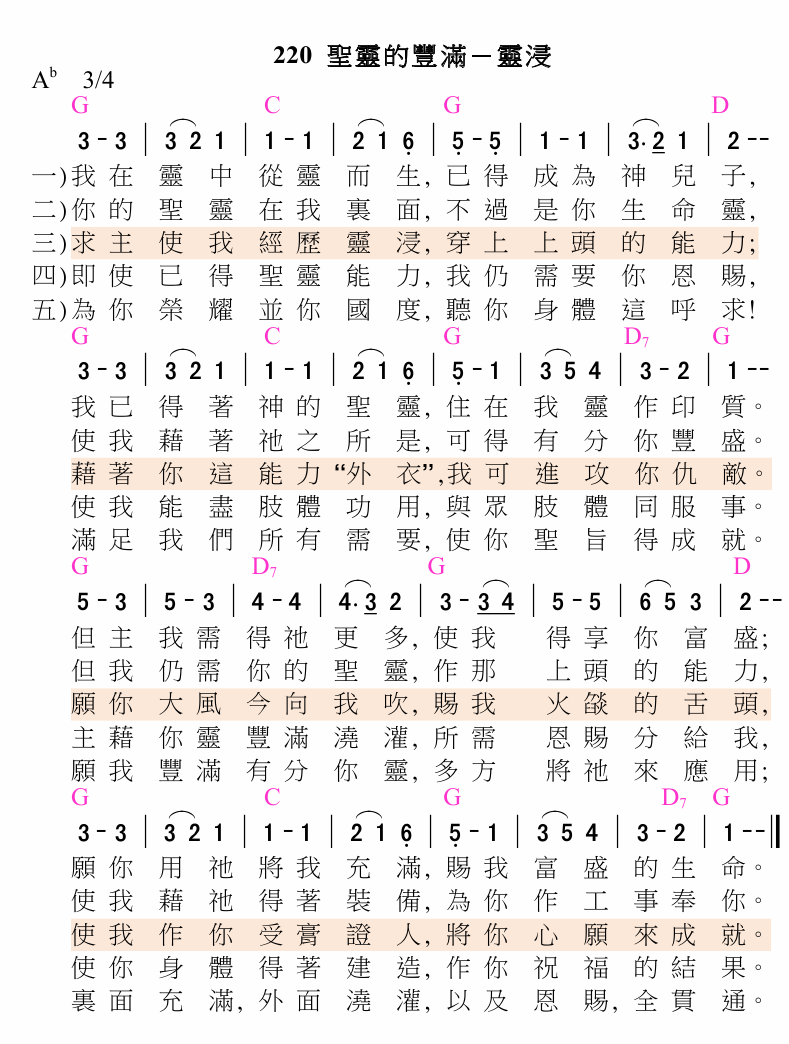 220 聖靈的豐滿－靈浸
A♭ 3/4
G C G D
3 - 3 | 3 2 1 | 1 - 1 | 2 1 6̣ | 5̣ - 5̣ | 1 - 1 | 3· 2 1 | 2 - -
一)我在靈中從靈而生,已得成為神兒子,
二)你的聖靈在我裏面,不過是你生命靈,
三)求主使我經歷靈浸,穿上上頭的能力;
四)即使已得聖靈能力,我仍需要你恩賜,
五)為你榮耀並你國度,聽你身體這呼求!
G C G D7 G
3 - 3 | 3 2 1 | 1 - 1 | 2 1 6̣ | 5̣ - 1 | 3 5 4 | 3 - 2 | 1 - -
我已得著神的聖靈,住在我靈作印質。
使我藉著祂之所是,可得有分你豐盛。
藉著你這能力“外衣”,我可進攻你仇敵。
使我能盡肢體功用,與眾肢體同服事。
滿足我們所有需要,使你聖旨得成就。
G D7 G D
5 - 3 | 5 - 3 | 4 - 4 | 4· 3 2 | 3 - 3 4 | 5 - 5 | 6 5 3 | 2 - -
但主我需得祂更多,使我得享你富盛;
但我仍需你的聖靈,作那上頭的能力,
願你大風今向我吹,賜我火燄的舌頭,
主藉你靈豐滿澆灌,所需恩賜分給我,
願我豐滿有分你靈,多方將祂來應用;
G C G D7 G
3 - 3 | 3 2 1 | 1 - 1 | 2 1 6̣ | 5̣ - 1 | 3 5 4 | 3 - 2 | 1 - - ‖
願你用祂將我充滿,賜我富盛的生命。
使我藉祂得著裝備,為你作工事奉你。
使我作你受膏證人,將你心願來成就。
使你身體得著建造,作你祝福的結果。
裏面充滿,外面澆灌,以及恩賜,全貫通。